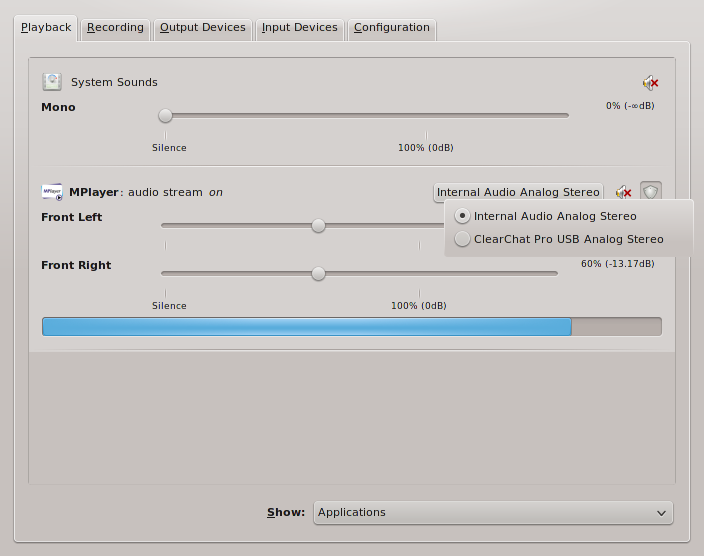 Playback Recording Output Devices Input Devices Configuration
System Sounds
Mono 0% (-∞dB)
Silence 100% (0dB)
MPlayer MPlayer: audio stream on Internal Audio Analog Stereo
Internal Audio Analog Stereo
Front Left
ClearChat Pro USB Analog Stereo
Front Right 60% (-13.17dB)
Silence 100% (0dB)
Show: Applications